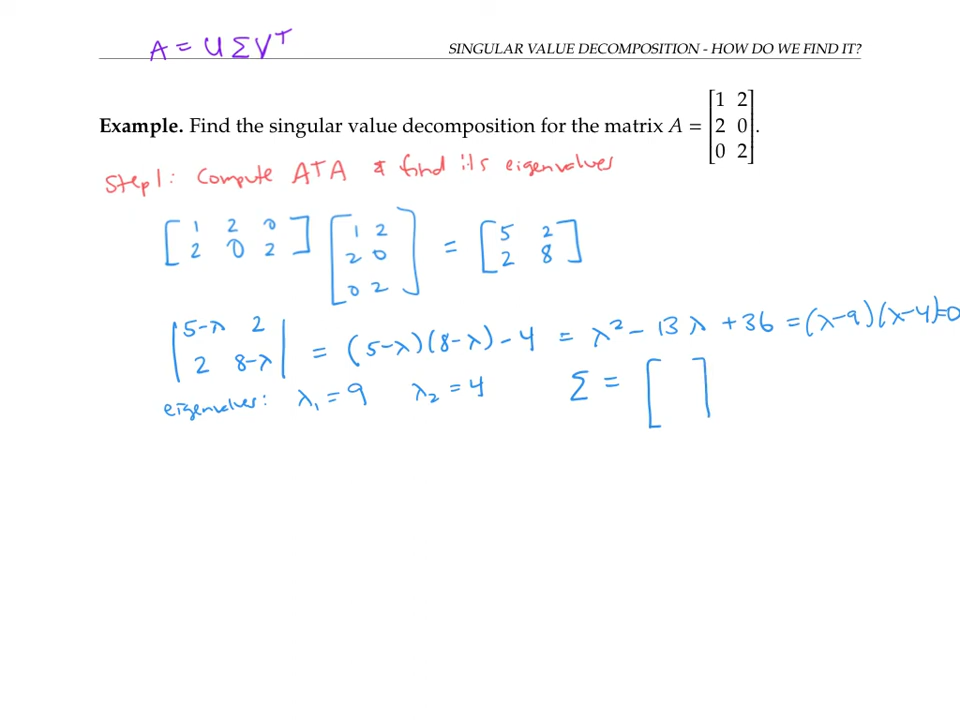 A = U Σ V^T
SINGULAR VALUE DECOMPOSITION - HOW DO WE FIND IT?
Example. Find the singular value decomposition for the matrix A = [1 2; 2 0; 0 2].
Step 1: Compute ATA & find its eigenvalues
[1 2 0; 2 0 2] [1 2; 2 0; 0 2] = [5 2; 2 8]
|5-λ 2; 2 8-λ| = (5-λ)(8-λ) - 4 = λ² - 13λ + 36 = (λ-9)(λ-4)=0
eigenvalues: λ₁ = 9 λ₂ = 4 Σ = [ ]